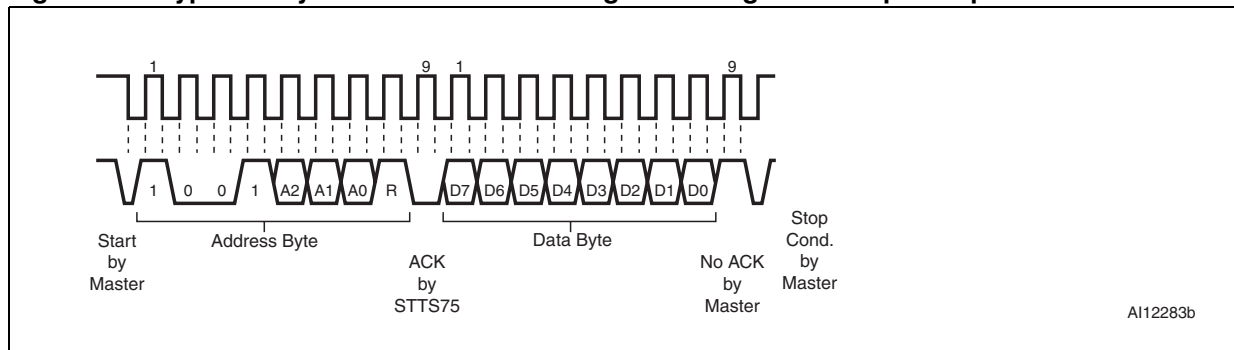 1 9 1 9
1 0 0 1 A2 A1 A0 R D7 D6 D5 D4 D3 D2 D1 D0
Start
by
Master
Address Byte
ACK
by
STTS75
Data Byte
No ACK
by
Master
Stop
Cond.
by
Master
AI12283b